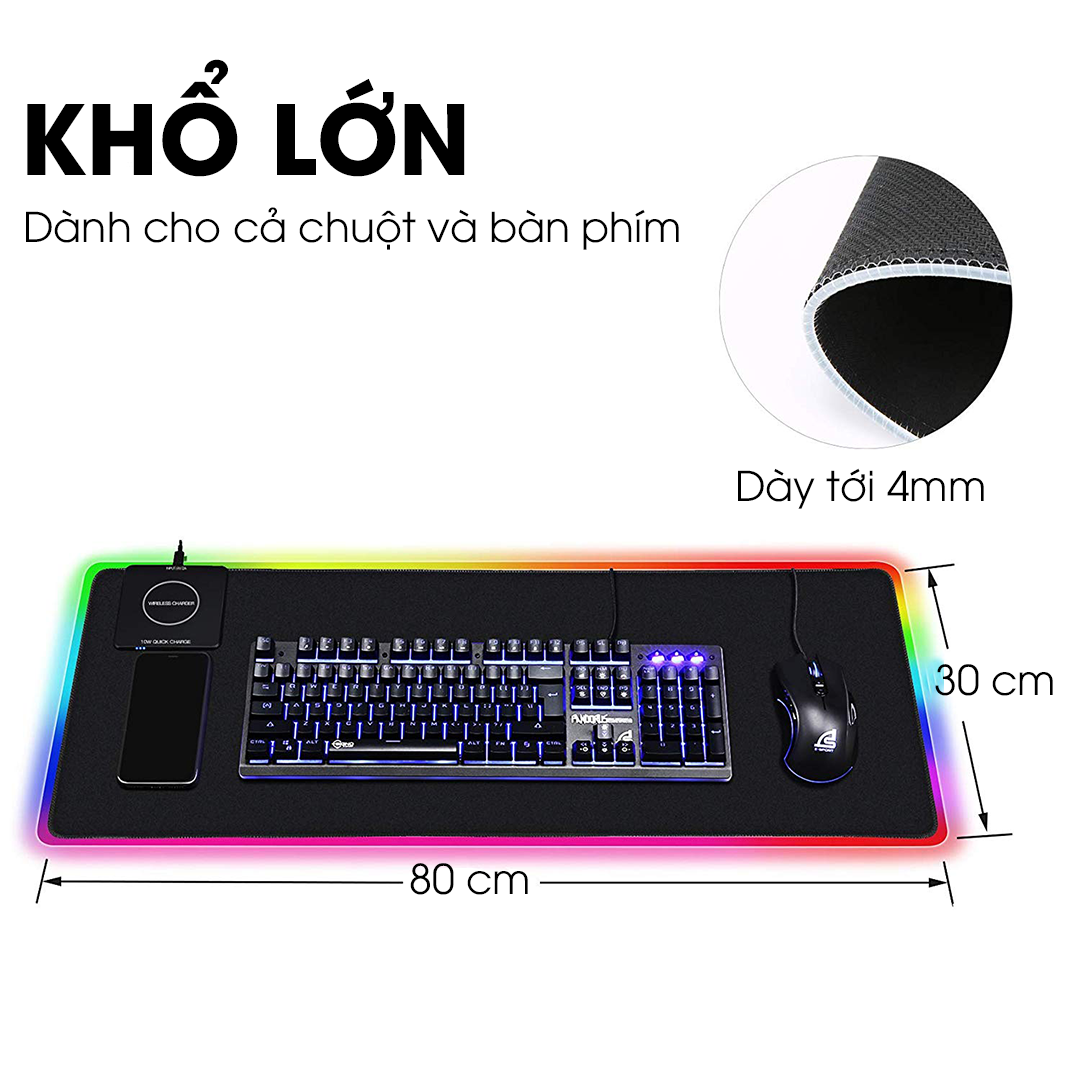 KHỔ LỚN
Dành cho cả chuột và bàn phím
Dày tới 4mm
WIRELESS CHARDER
10W QUICK CHARGE
30 cm
80 cm